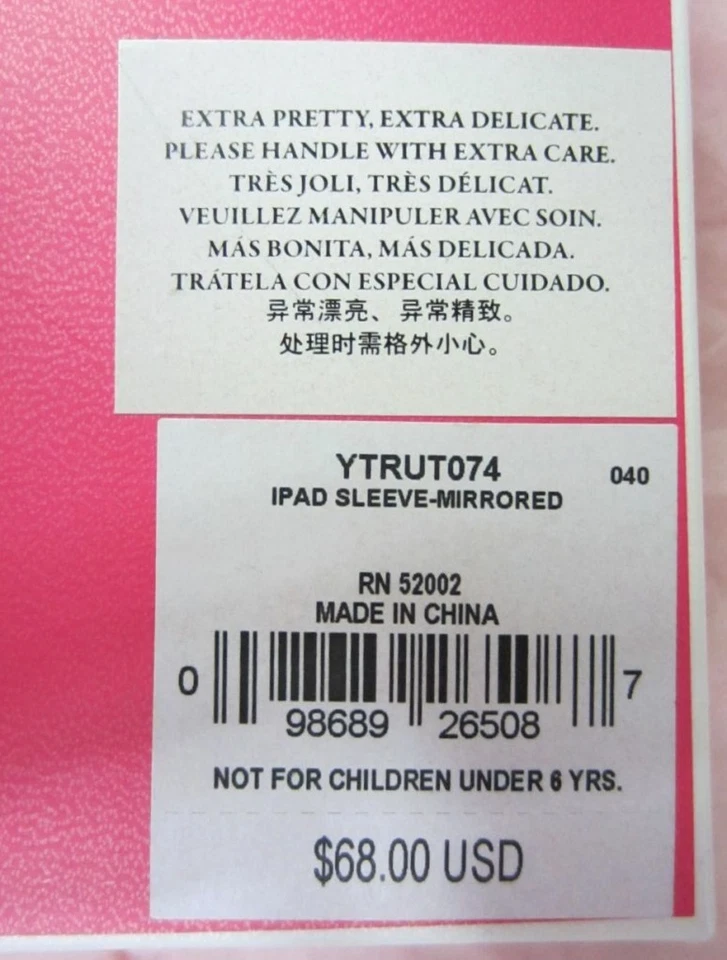 EXTRA PRETTY, EXTRA DELICATE.
PLEASE HANDLE WITH EXTRA CARE.
TRÈS JOLI, TRÈS DÉLICAT.
VEUILLEZ MANIPULER AVEC SOIN.
MÁS BONITA, MÁS DELICADA.
TRÁTELA CON ESPECIAL CUIDADO.
异常漂亮、异常精致。
处理时需格外小心。
YTRUT074 040
IPAD SLEEVE-MIRRORED
RN 52002
MADE IN CHINA
0 98689 26508 7
NOT FOR CHILDREN UNDER 6 YRS.
$68.00 USD